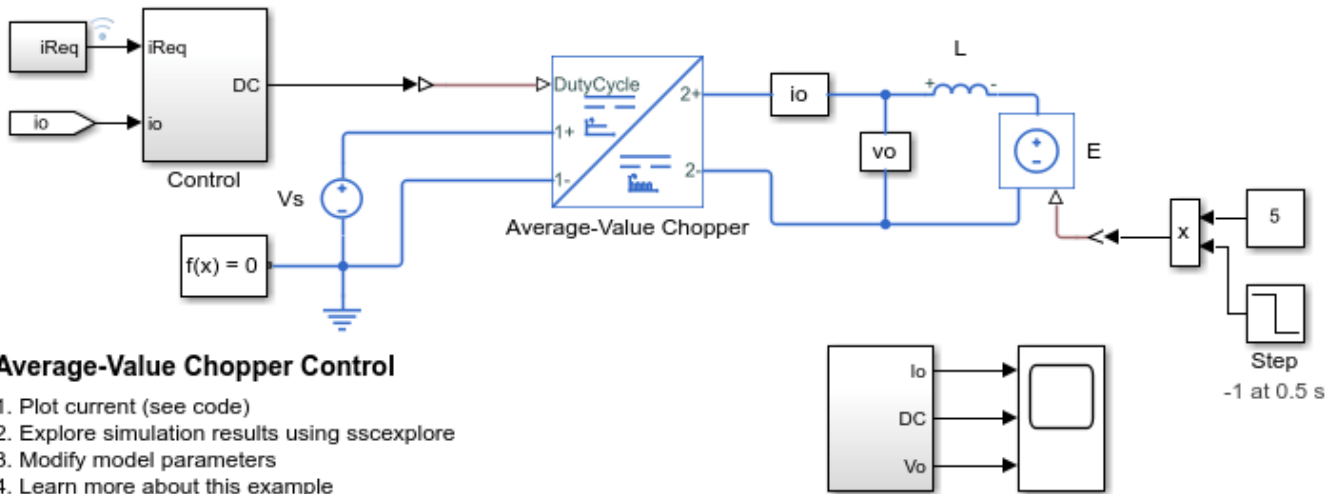 iReq
iReq
DC
io
io
Control
Vs
f(x) = 0
DutyCycle
1+
1-
2+
2-
Average-Value Chopper
io
vo
L
+
-
E
x
5
Step
-1 at 0.5 s
Average-Value Chopper Control
1. Plot current (see code)
2. Explore simulation results using sscexplore
3. Modify model parameters
4. Learn more about this example
Io
DC
Vo